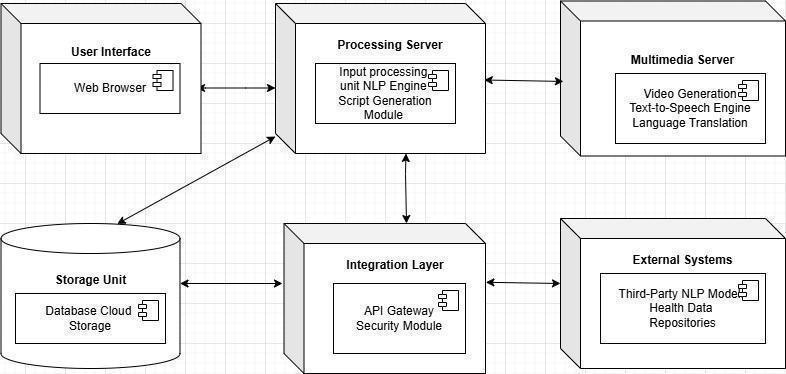 User Interface
Web Browser
Processing Server
Input processing
unit NLP Engine
Script Generation
Module
Multimedia Server
Video Generation
Text-to-Speech Engine
Language Translation
Storage Unit
Database Cloud
Storage
Integration Layer
API Gateway
Security Module
External Systems
Third-Party NLP Model
Health Data
Repositories